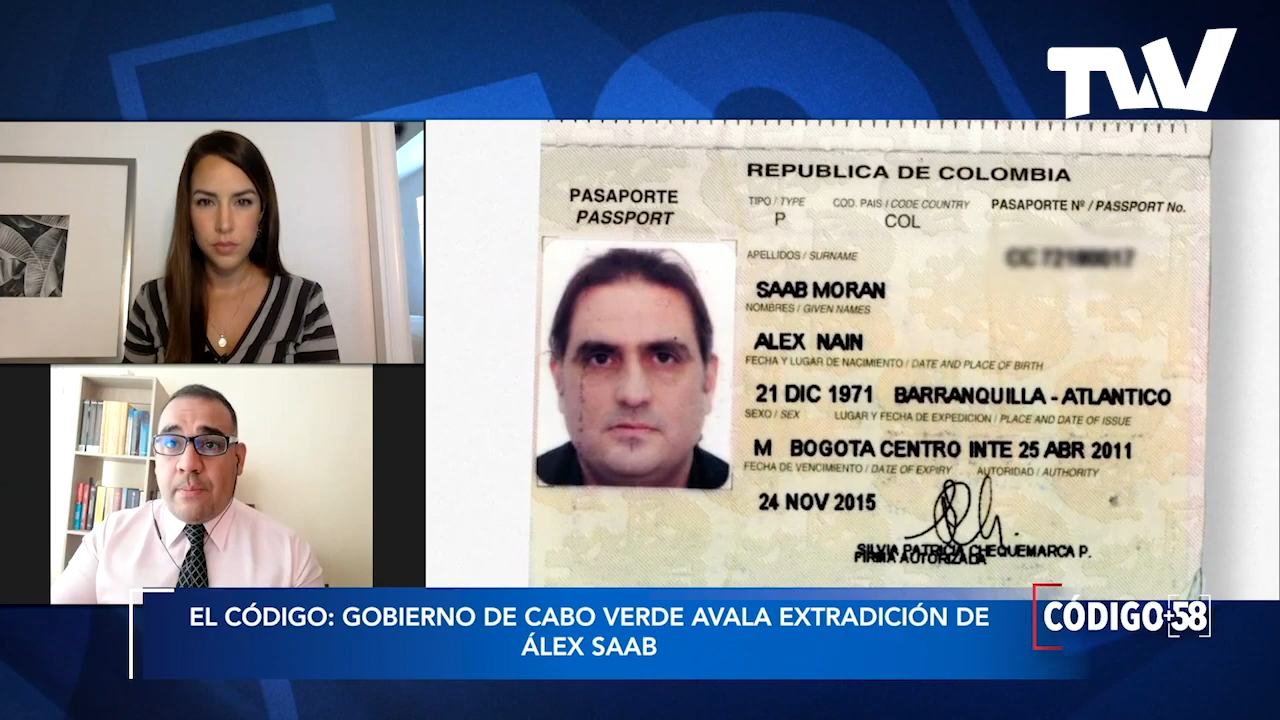 TVV
REPUBLICA DE COLOMBIA
PASAPORTE
PASSPORT
TIPO / TYPE
COD. PAIS / CODE COUNTRY
PASAPORTE Nº / PASSPORT No.
P
COL
APELLIDOS / SURNAME
SAAB MORAN
NOMBRES / GIVEN NAMES
ALEX NAIN
FECHA Y LUGAR DE NACIMIENTO / DATE AND PLACE OF BIRTH
21 DIC 1971 BARRANQUILLA - ATLANTICO
SEXO / SEX
LUGAR Y FECHA DE EXPEDICION / PLACE AND DATE OF ISSUE
M BOGOTA CENTRO INTE 25 ABR 2011
FECHA DE VENCIMIENTO / DATE OF EXPIRY
AUTORIDAD / AUTHORITY
24 NOV 2015
SILVIA PATRICIA CHEQUEMARCA P.
FIRMA AUTORIZADA
EL CÓDIGO: GOBIERNO DE CABO VERDE AVALA EXTRADICIÓN DE
ÁLEX SAAB
CÓDIGO+58